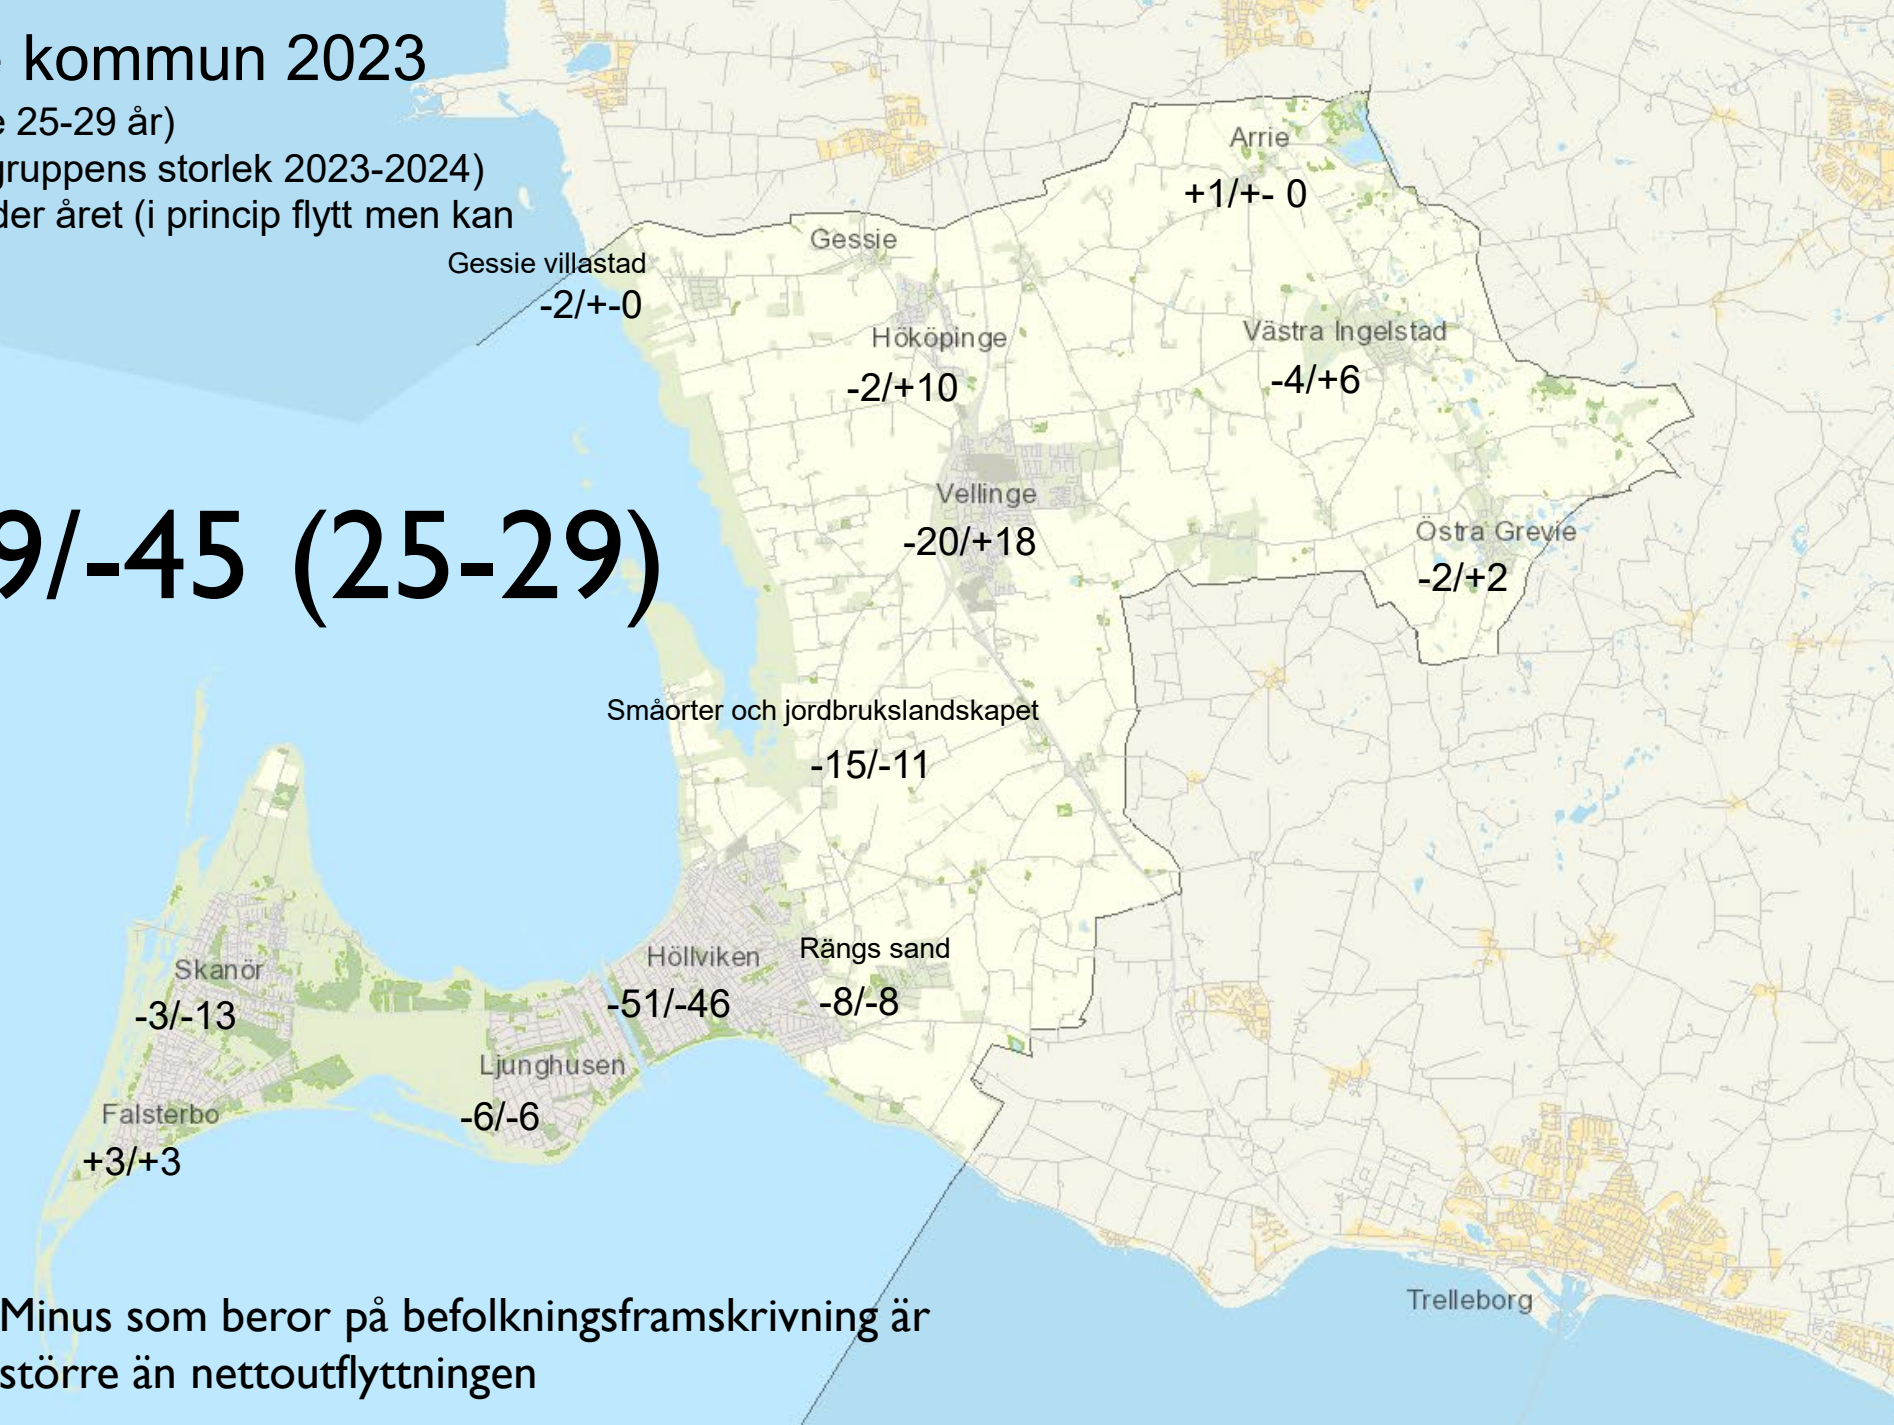 kommun 2023
25-29 år)
gruppens storlek 2023-2024)
der året (i princip flytt men kan
Arrie
+1/+- 0
Gessie
Gessie villastad
-2/+-0
Hököpinge
-2/+10
Västra Ingelstad
-4/+6
Vellinge
-20/+18
Östra Grevie
-2/+2
9/-45 (25-29)
Småorter och jordbrukslandskapet
-15/-11
Höllviken
-51/-46
Rängs sand
-8/-8
Skanör
-3/-13
Ljunghusen
-6/-6
Falsterbo
+3/+3
Trelleborg
Minus som beror på befolkningsframskrivning är
större än nettoutflyttningen